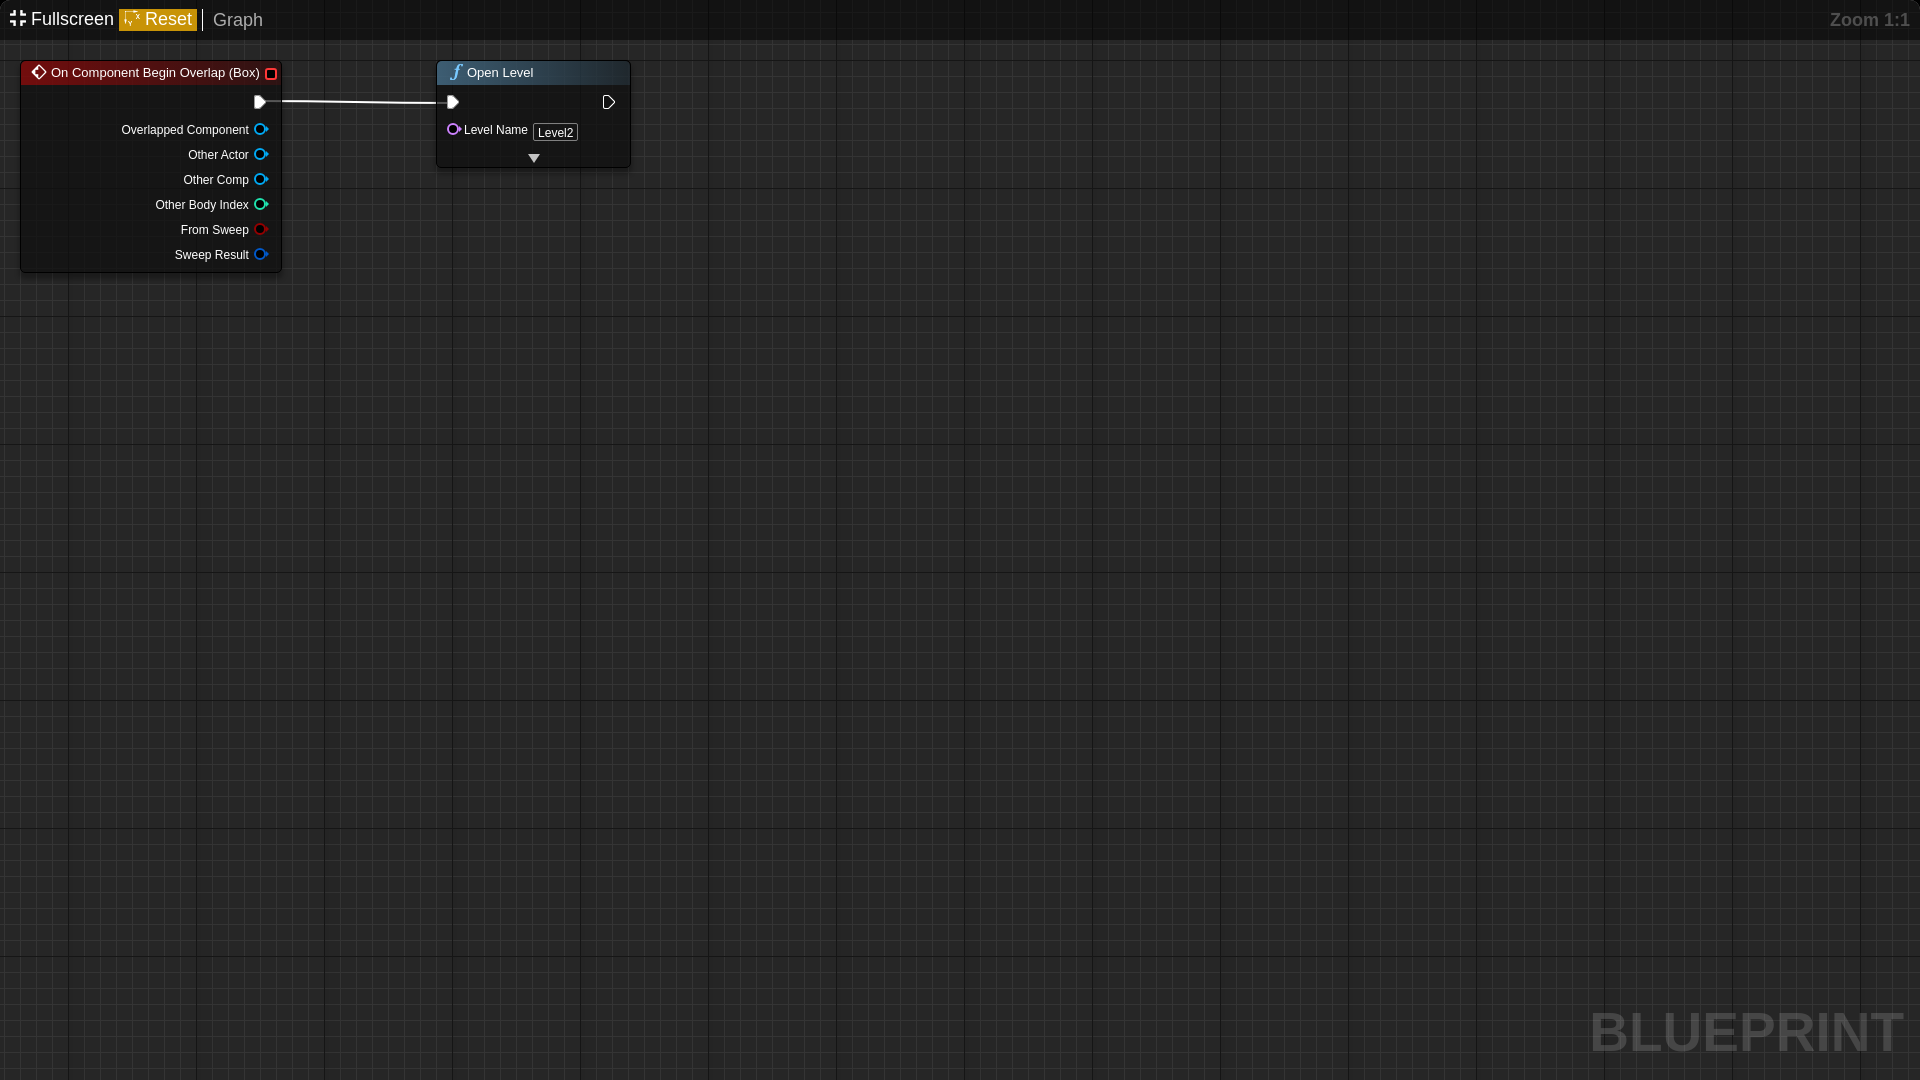 Fullscreen Reset Graph Zoom 1:1
On Component Begin Overlap (Box)
Overlapped Component
Other Actor
Other Comp
Other Body Index
From Sweep
Sweep Result
Open Level
Level Name Level2
BLUEPRINT